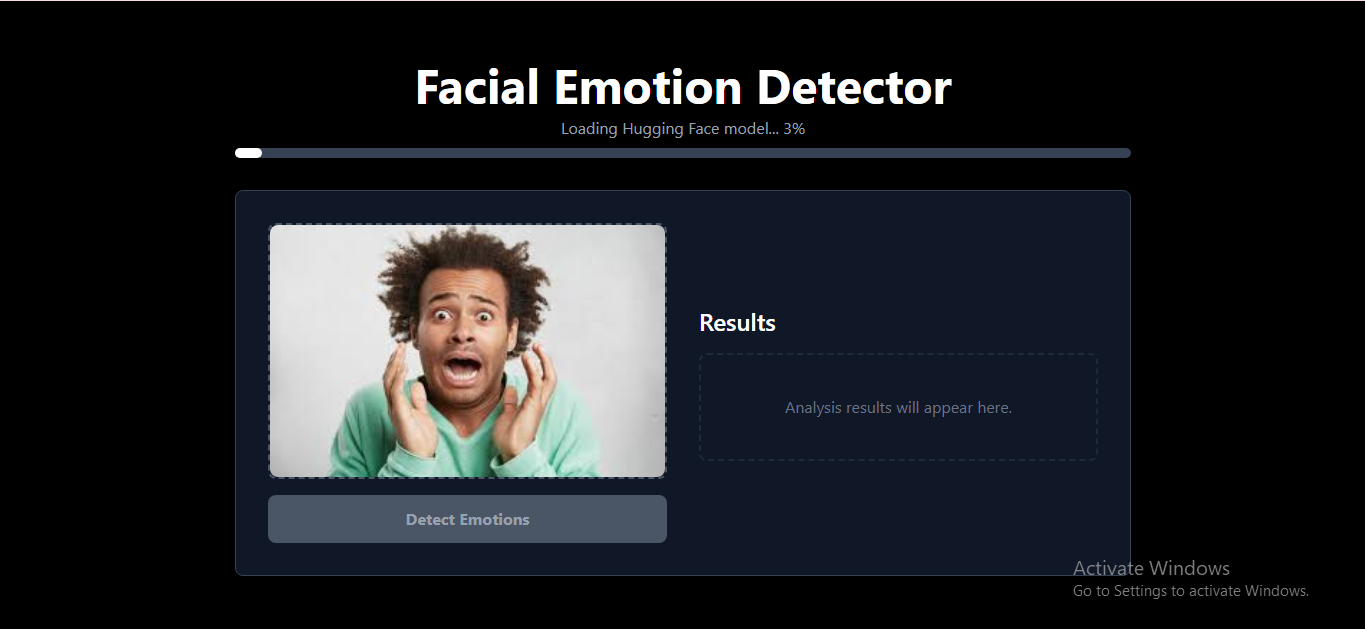 Facial Emotion Detector
Loading Hugging Face model... 3%
Results
Analysis results will appear here.
Detect Emotions
Activate Windows
Go to Settings to activate Windows.